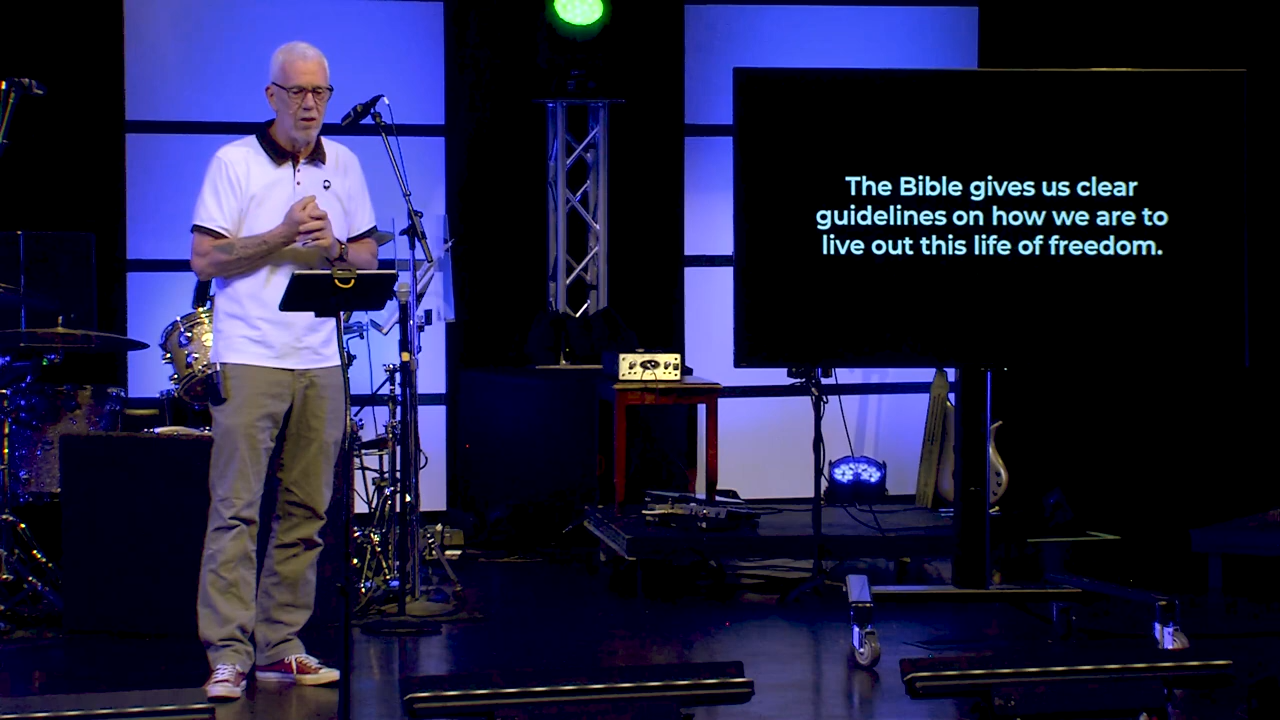 The Bible gives us clear
guidelines on how we are to
live out this life of freedom.